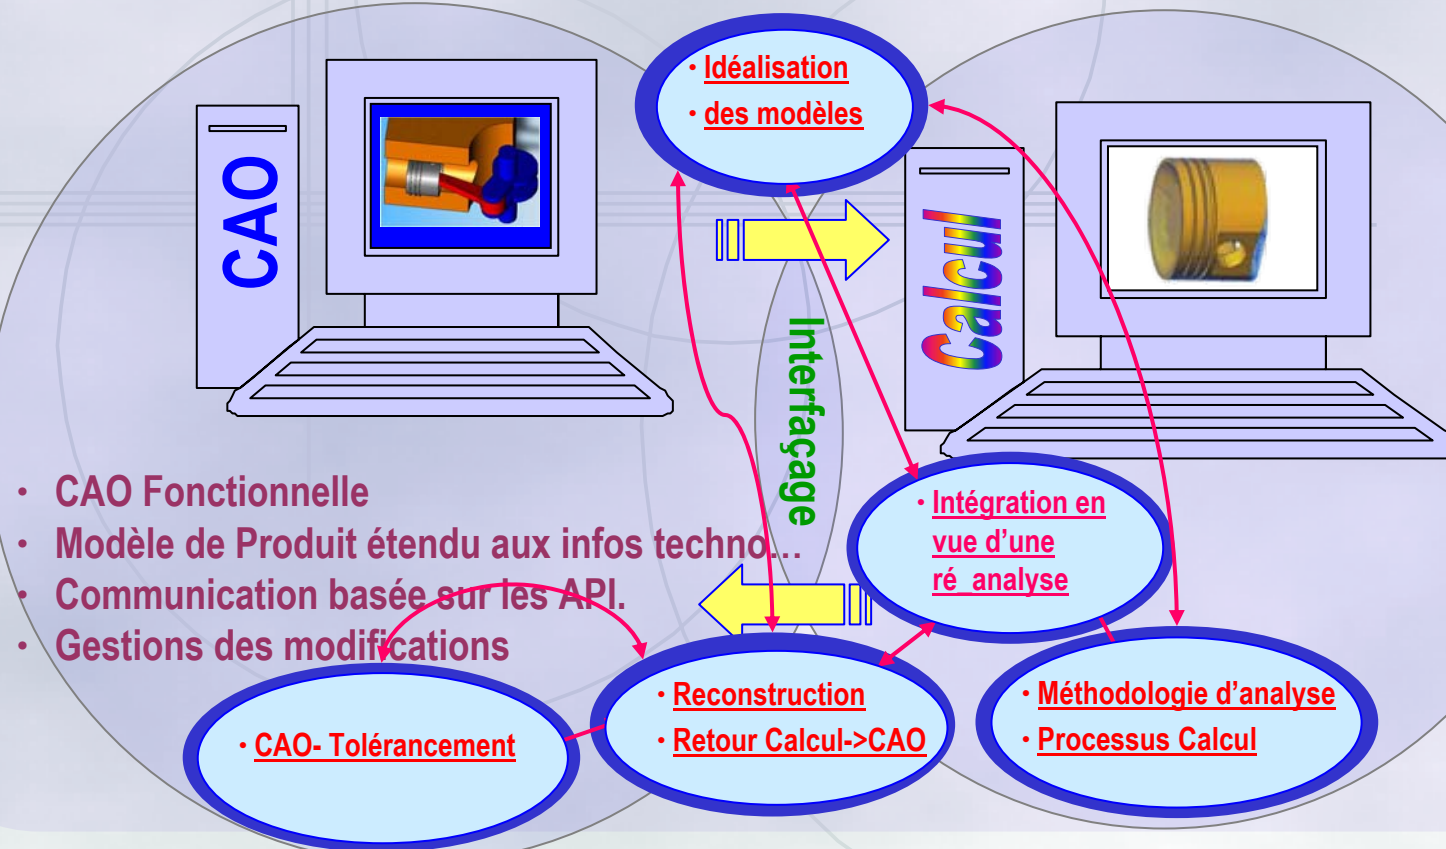 • Idéalisation
• des modèles
CAO
Calcul
Interfaçage
• CAO Fonctionnelle
• Modèle de Produit étendu aux infos techno…
• Communication basée sur les API.
• Gestions des modifications
• Intégration en
vue d’une
ré_analyse
• CAO- Tolérancement
• Reconstruction
• Retour Calcul->CAO
• Méthodologie d’analyse
• Processus Calcul